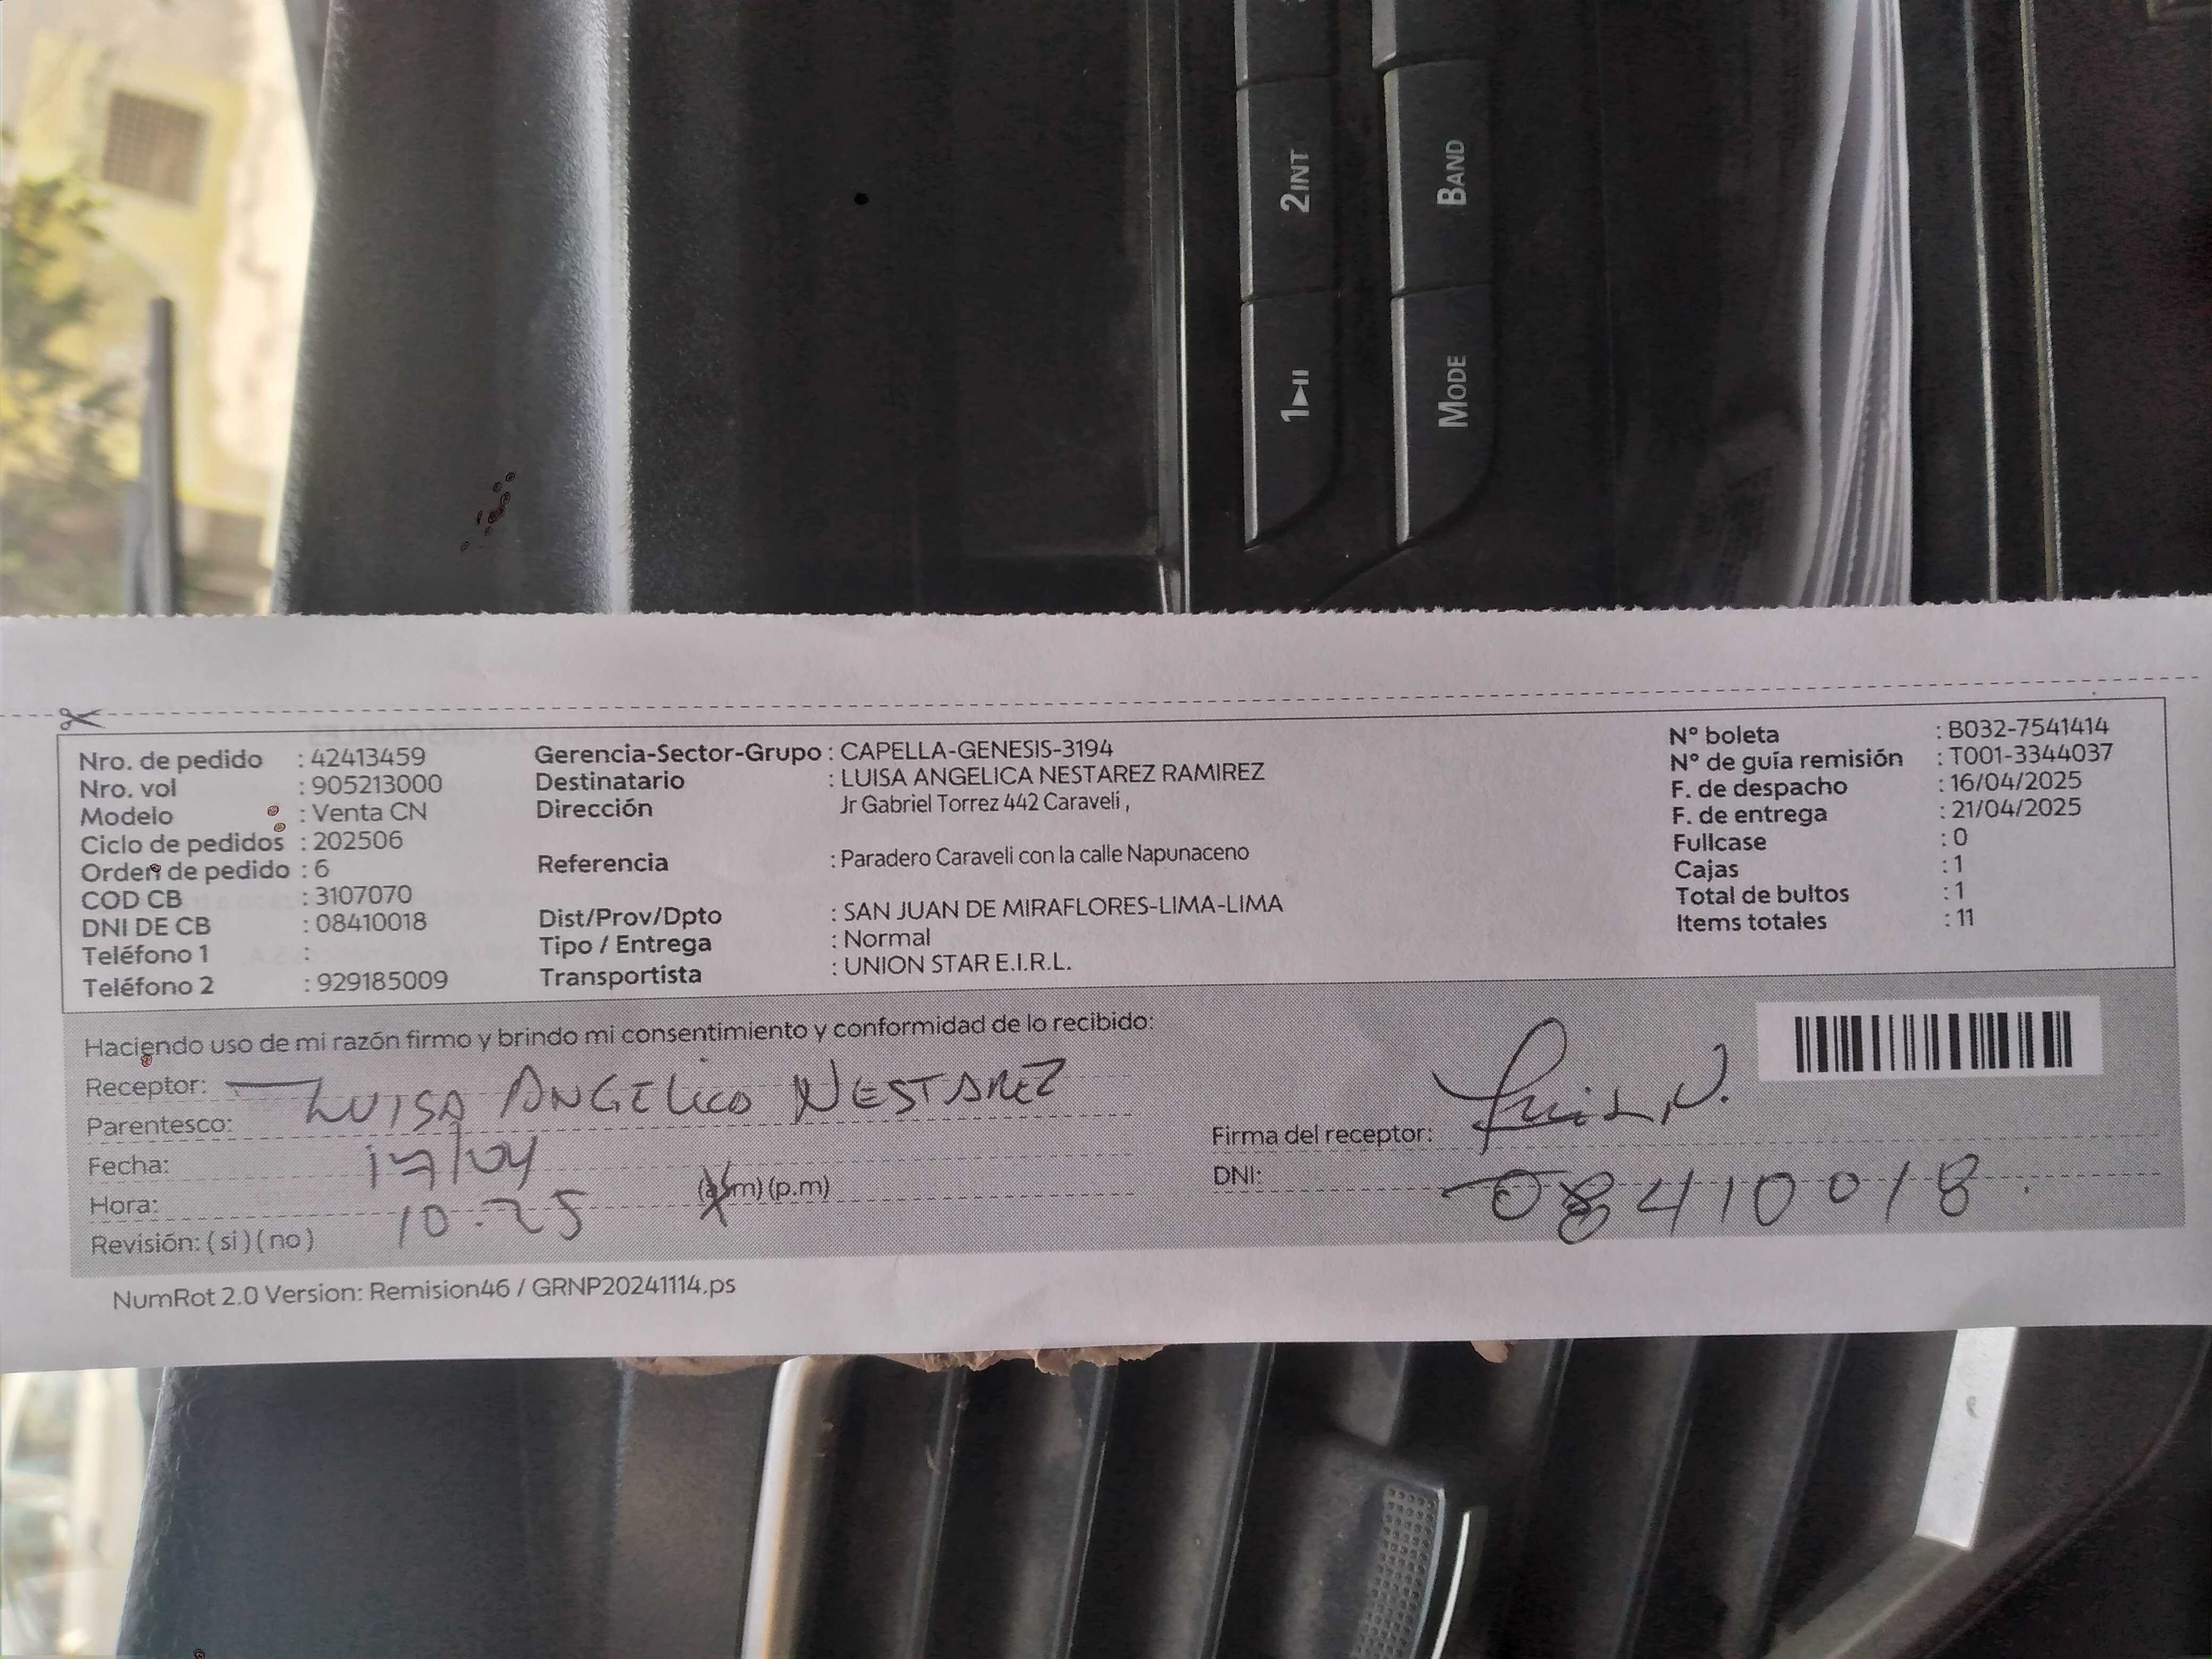 2INT
BAND
1
MODE
Nro. de pedido : 42413459
Nro. vol : 905213000
Modelo : Venta CN
Ciclo de pedidos : 202506
Orden de pedido : 6
COD CB : 3107070
DNI DE CB : 08410018
Teléfono 1 :
Teléfono 2 : 929185009
Gerencia-Sector-Grupo : CAPELLA-GENESIS-3194
Destinatario : LUISA ANGELICA NESTAREZ RAMIREZ
Dirección Jr Gabriel Torrez 442 Caraveli ,
Referencia : Paradero Caraveli con la calle Napunaceno
Dist/Prov/Dpto : SAN JUAN DE MIRAFLORES-LIMA-LIMA
Tipo / Entrega : Normal
Transportista : UNION STAR E.I.R.L.
N° boleta : B032-7541414
N° de guía remisión : T001-3344037
F. de despacho : 16/04/2025
F. de entrega : 21/04/2025
Fullcase : 0
Cajas : 1
Total de bultos : 1
Items totales : 11
Haciendo uso de mi razón firmo y brindo mi consentimiento y conformidad de lo recibido:
Receptor: LUISA ANGELICA NESTAREZ
Parentesco:
Fecha: 17/04
Hora: 10.25 (a.m) (p.m)
Revisión: ( si ) ( no )
Firma del receptor: Luisa N.
DNI: 08410018.
NumRot 2.0 Version: Remision46 / GRNP20241114.ps